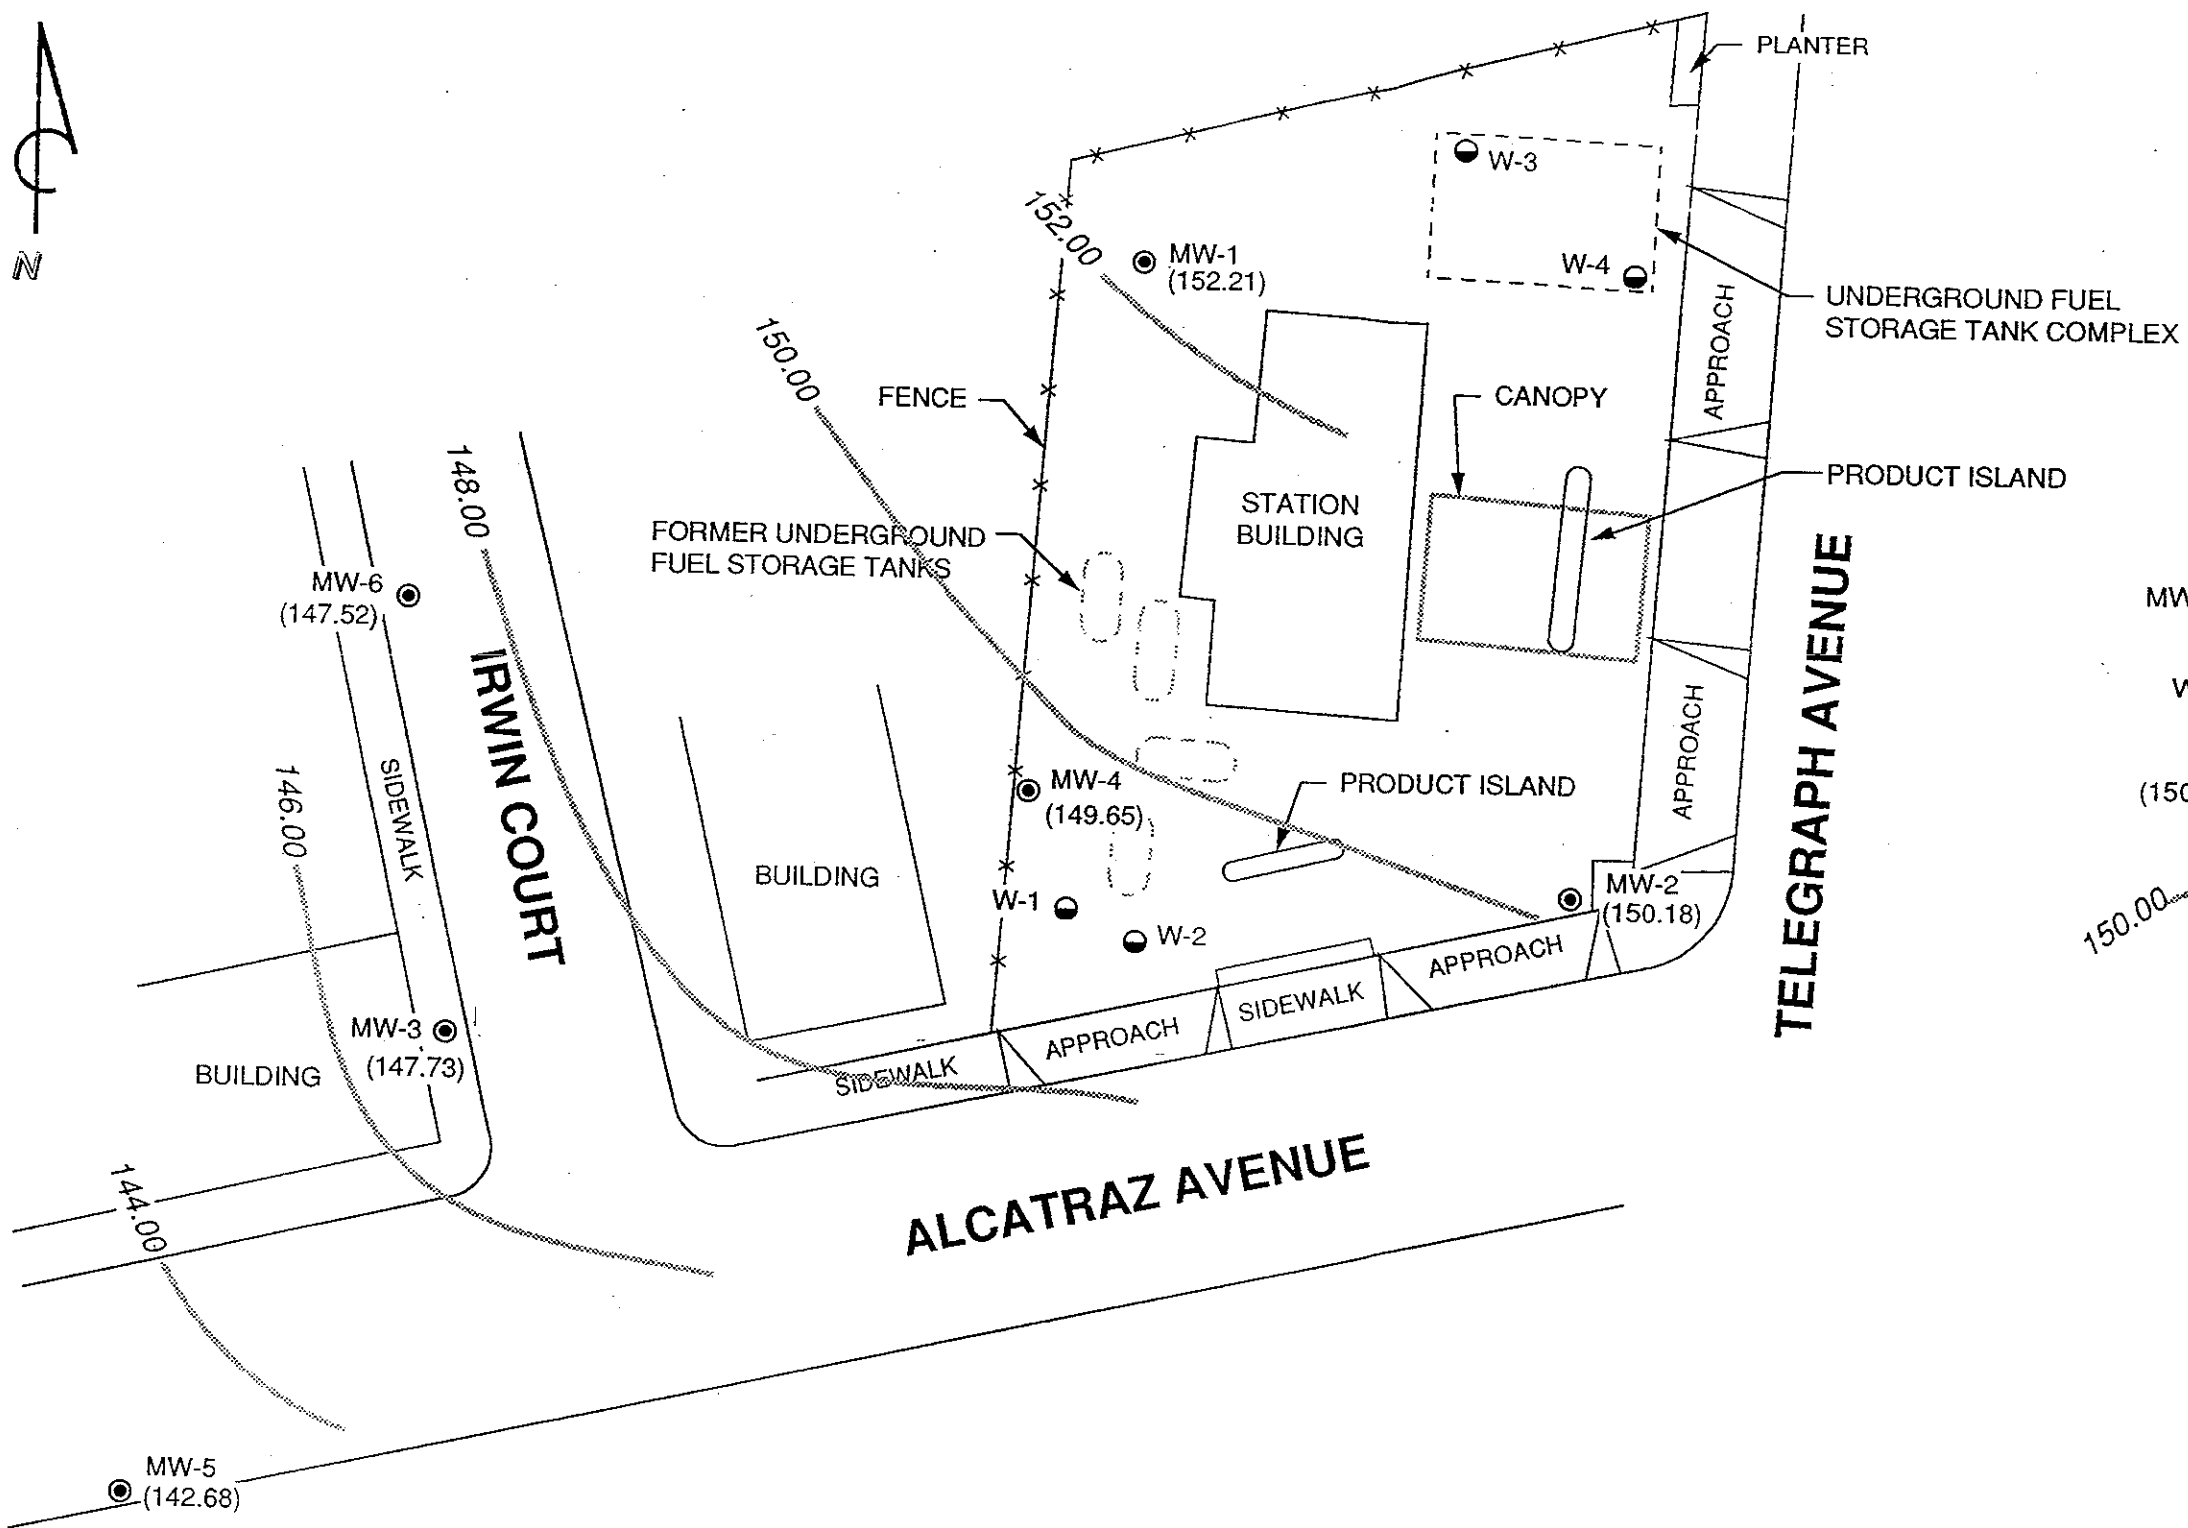 PLANTER
W-3
152.00
MW-1
(152.21)
W-4
N
UNDERGROUND FUEL
STORAGE TANK COMPLEX
APPROACH
150.00
FENCE
CANOPY
148.00
PRODUCT ISLAND
STATION
BUILDING
FORMER UNDERGROUND
FUEL STORAGE TANKS
MW-6
(147.52)
TELEGRAPH AVENUE
MW
W
(150
150.00
IRWIN COURT
APPROACH
146.00
SIDEWALK
MW-4
(149.65)
PRODUCT ISLAND
BUILDING
MW-2
(150.18)
W-1
W-2
APPROACH
SIDEWALK
APPROACH
SIDEWALK
MW-3
(147.73)
BUILDING
144.00
ALCATRAZ AVENUE
MW-5
(142.68)